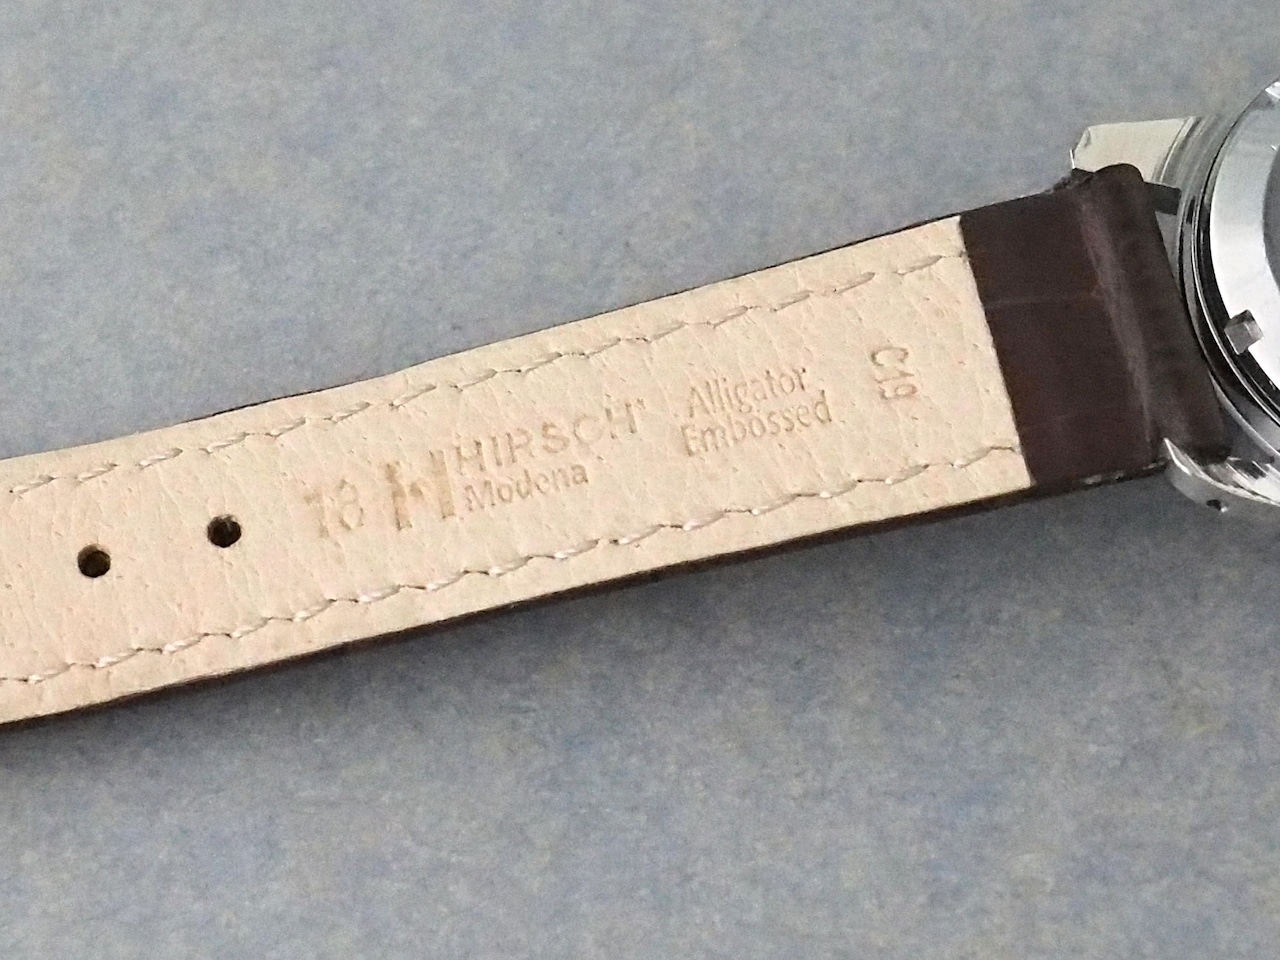 18 H HIRSCH
Modena
Alligator
Embossed
C19